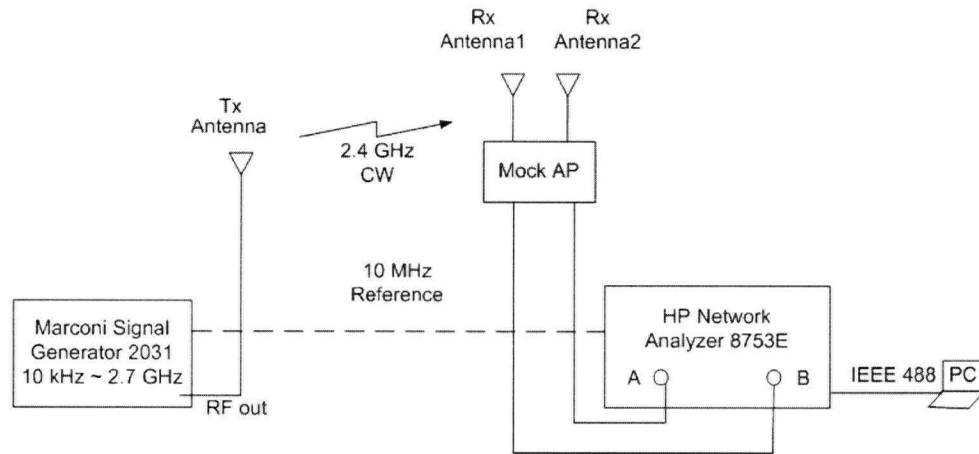 Rx
Antenna1
Rx
Antenna2
Tx
Antenna
2.4 GHz
CW
Mock AP
10 MHz
Reference
Marconi Signal
Generator 2031
10 kHz ~ 2.7 GHz
RF out
HP Network
Analyzer 8753E
A
B
IEEE 488
PC